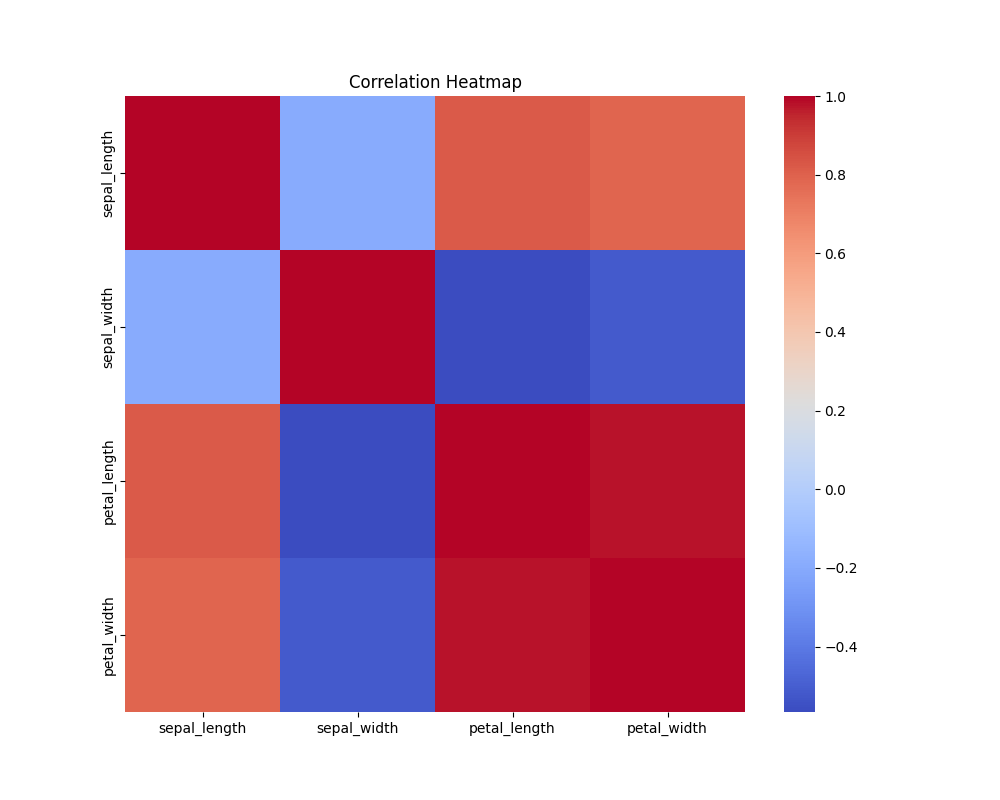 Correlation Heatmap
sepal_length
sepal_width
petal_length
petal_width
sepal_length
sepal_width
petal_length
petal_width
1.0
0.8
0.6
0.4
0.2
0.0
−0.2
−0.4